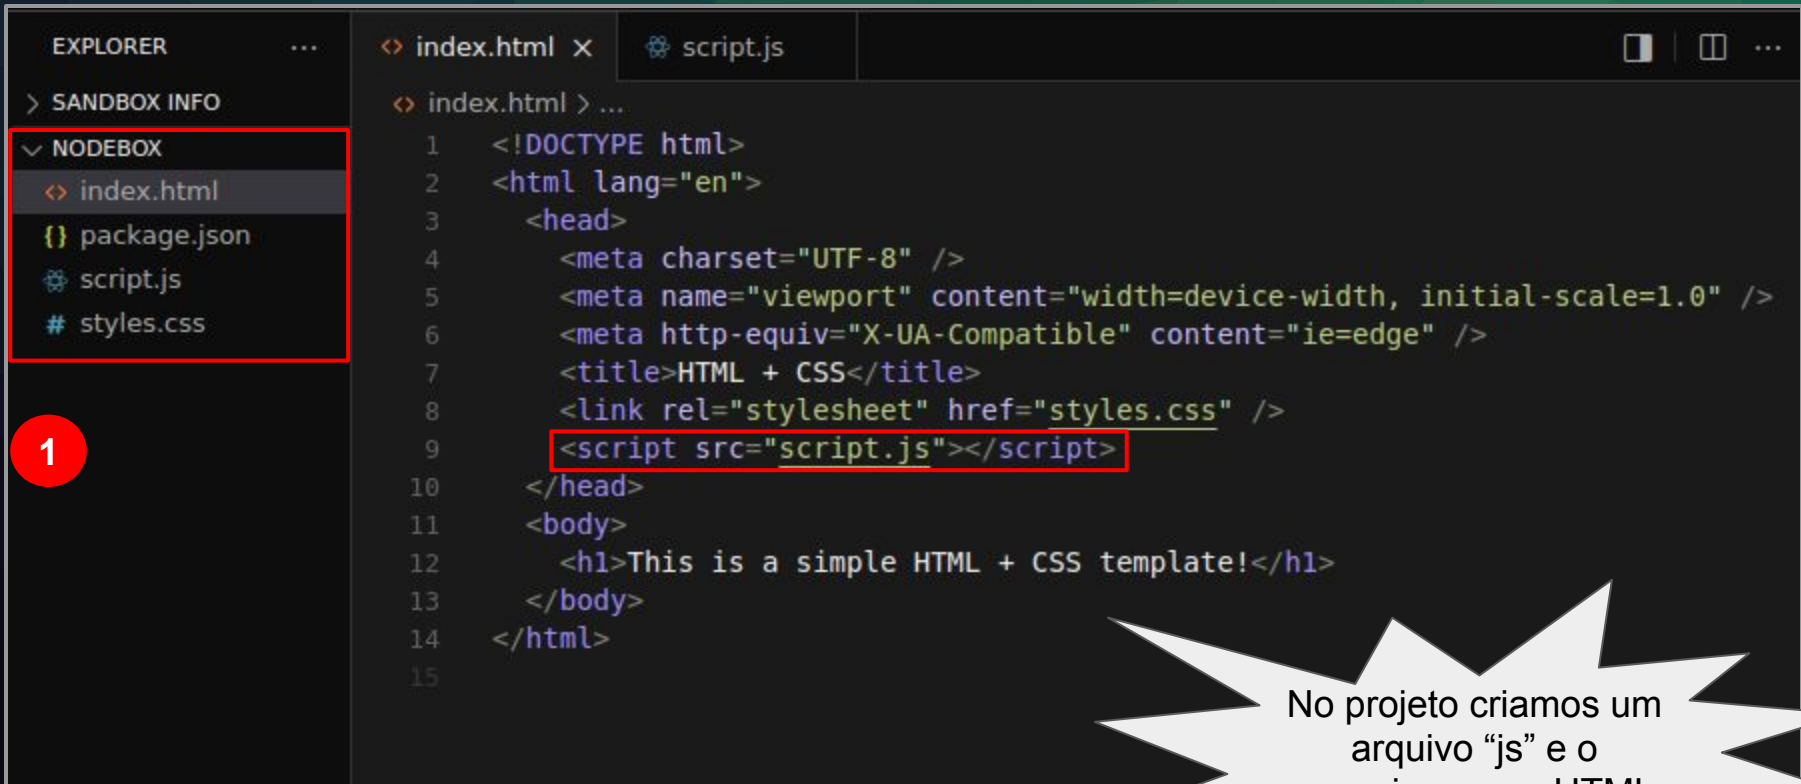 EXPLORER ...
SANDBOX INFO
NODEBOX
index.html
package.json
script.js
# styles.css
1
index.html
script.js
index.html > ...
1 <!DOCTYPE html>
2 <html lang="en">
3 <head>
4 <meta charset="UTF-8" />
5 <meta name="viewport" content="width=device-width, initial-scale=1.0" />
6 <meta http-equiv="X-UA-Compatible" content="ie=edge" />
7 <title>HTML + CSS</title>
8 <link rel="stylesheet" href="styles.css" />
9 <script src="script.js"></script>
10 </head>
11 <body>
12 <h1>This is a simple HTML + CSS template!</h1>
13 </body>
14 </html>
15
No projeto criamos um
arquivo “js” e o
HTML